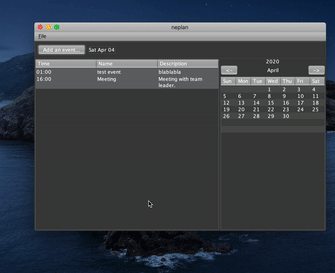 neplan
File
Add an event... Sat Apr 04
Time Name Description
01:00 test event blablabla
16:00 Meeting Meeting with team
leader.
2020
<-- April -->
Sun Mon Tue Wed Thu Fri Sat
1 2 3 4
5 6 7 8 9 10 11
12 13 14 15 16 17 18
19 20 21 22 23 24 25
26 27 28 29 30